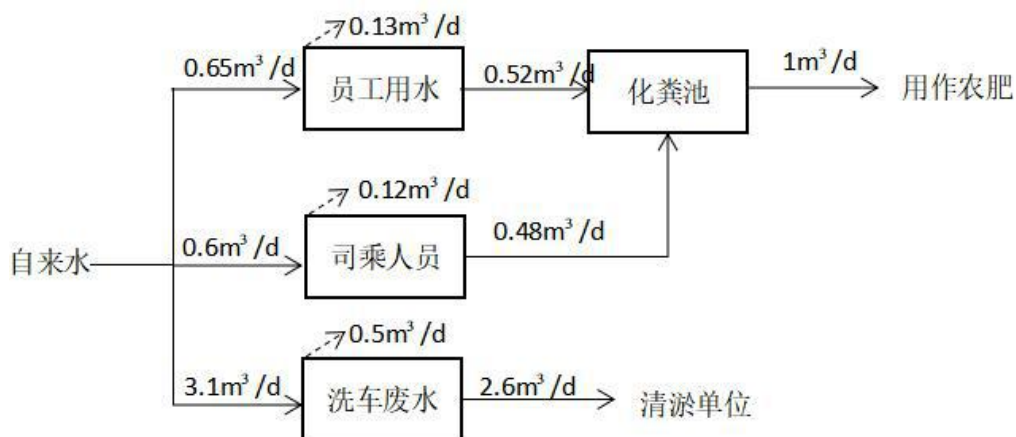 0.13m³/d
0.65m³/d
员工用水
0.52m³/d
化粪池
1m³/d
用作农肥
0.12m³/d
自来水
0.6m³/d
司乘人员
0.48m³/d
0.5m³/d
3.1m³/d
洗车废水
2.6m³/d
清淤单位